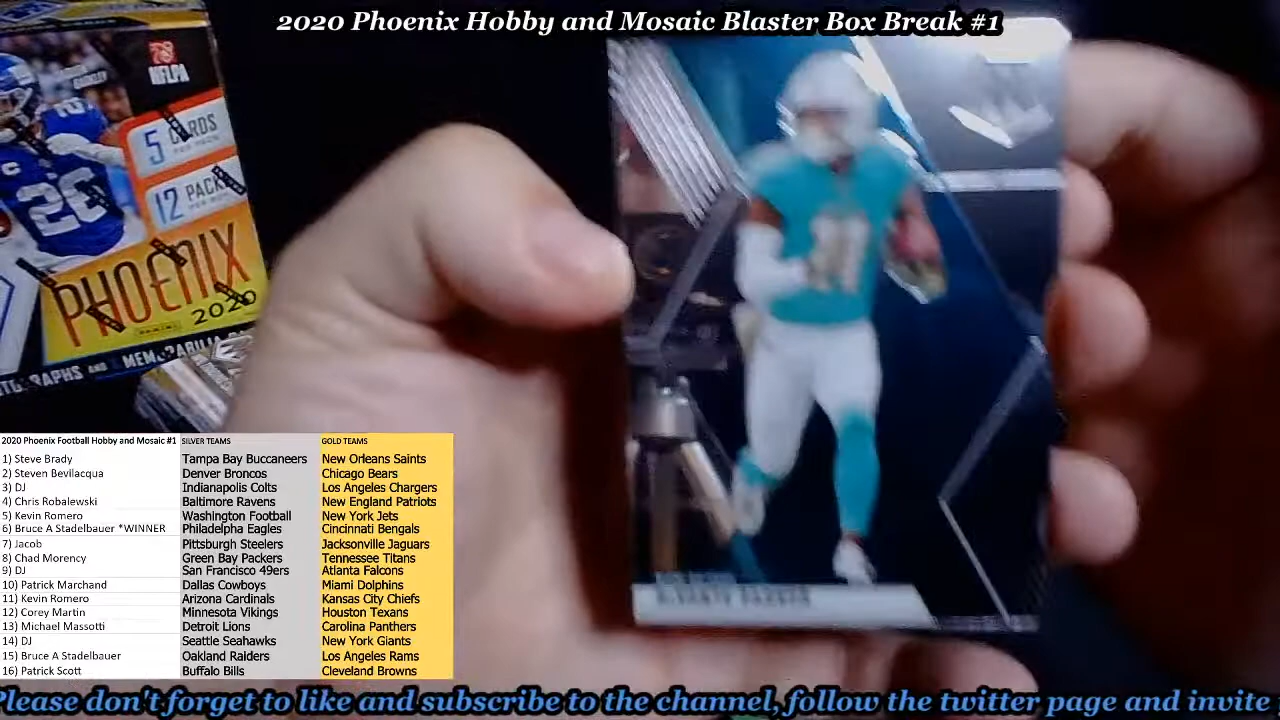 2020 Phoenix Hobby and Mosaic Blaster Box Break #1
NFLPA
5 CARDS
12 PACKS
26
PHOENIX
2020
11
2020 Phoenix Football Hobby and Mosaic #1 SILVER TEAMS GOLD TEAMS
1) Steve Brady Tampa Bay Buccaneers New Orleans Saints
2) Steven Bevilacqua Denver Broncos Chicago Bears
3) DJ Indianapolis Colts Los Angeles Chargers
4) Chris Robalewski Baltimore Ravens New England Patriots
5) Kevin Romero Washington Football New York Jets
6) Bruce A Stadelbauer *WINNER Philadelpha Eagles Cincinnati Bengals
7) Jacob Pittsburgh Steelers Jacksonville Jaguars
8) Chad Morency Green Bay Packers Tennessee Titans
9) DJ San Francisco 49ers Atlanta Falcons
10) Patrick Marchand Dallas Cowboys Miami Dolphins
11) Kevin Romero Arizona Cardinals Kansas City Chiefs
12) Corey Martin Minnesota Vikings Houston Texans
13) Michael Massotti Detroit Lions Carolina Panthers
14) DJ Seattle Seahawks New York Giants
15) Bruce A Stadelbauer Oakland Raiders Los Angeles Rams
16) Patrick Scott Buffalo Bills Cleveland Browns
Please don't forget to like and subscribe to the channel, follow the twitter page and invite